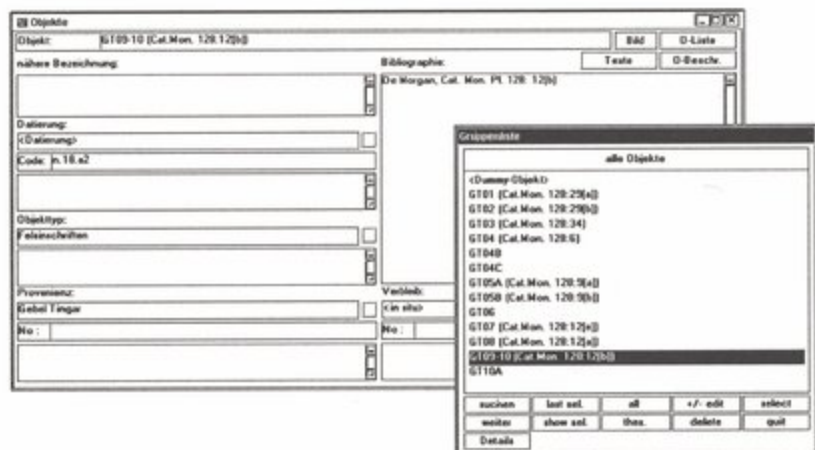 Objekte
Objekt: GT09-10 (Cat.Mon. 128:12[b]) Bild O-Liste
nähere Bezeichnung: Bibliographie: Texte O-Beschr.
De Morgan, Cat. Mon. Pl. 128: 12[b]
Datierung:
<Datierung>
Code: n.18.a2
Objekttyp:
Felsinschriften
Provenienz: Verbleib:
Gebel Tingar <in situ>
No : No :
Gruppenliste
alle Objekte
<Dummy-Objekt>
GT01 (Cat.Mon. 128:29[a])
GT02 (Cat.Mon. 128:29[b])
GT03 (Cat.Mon. 128:34)
GT04 (Cat.Mon. 128:6)
GT04B
GT04C
GT05A (Cat.Mon. 128:9[a])
GT05B (Cat.Mon. 128:9[b])
GT06
GT07 (Cat.Mon. 128:12[e])
GT08 (Cat.Mon. 128:12[a])
GT09-10 (Cat.Mon. 128:12[b])
GT10A
suchen last sel. all +/- edit select
weiter show sel. thes. delete quit
Details